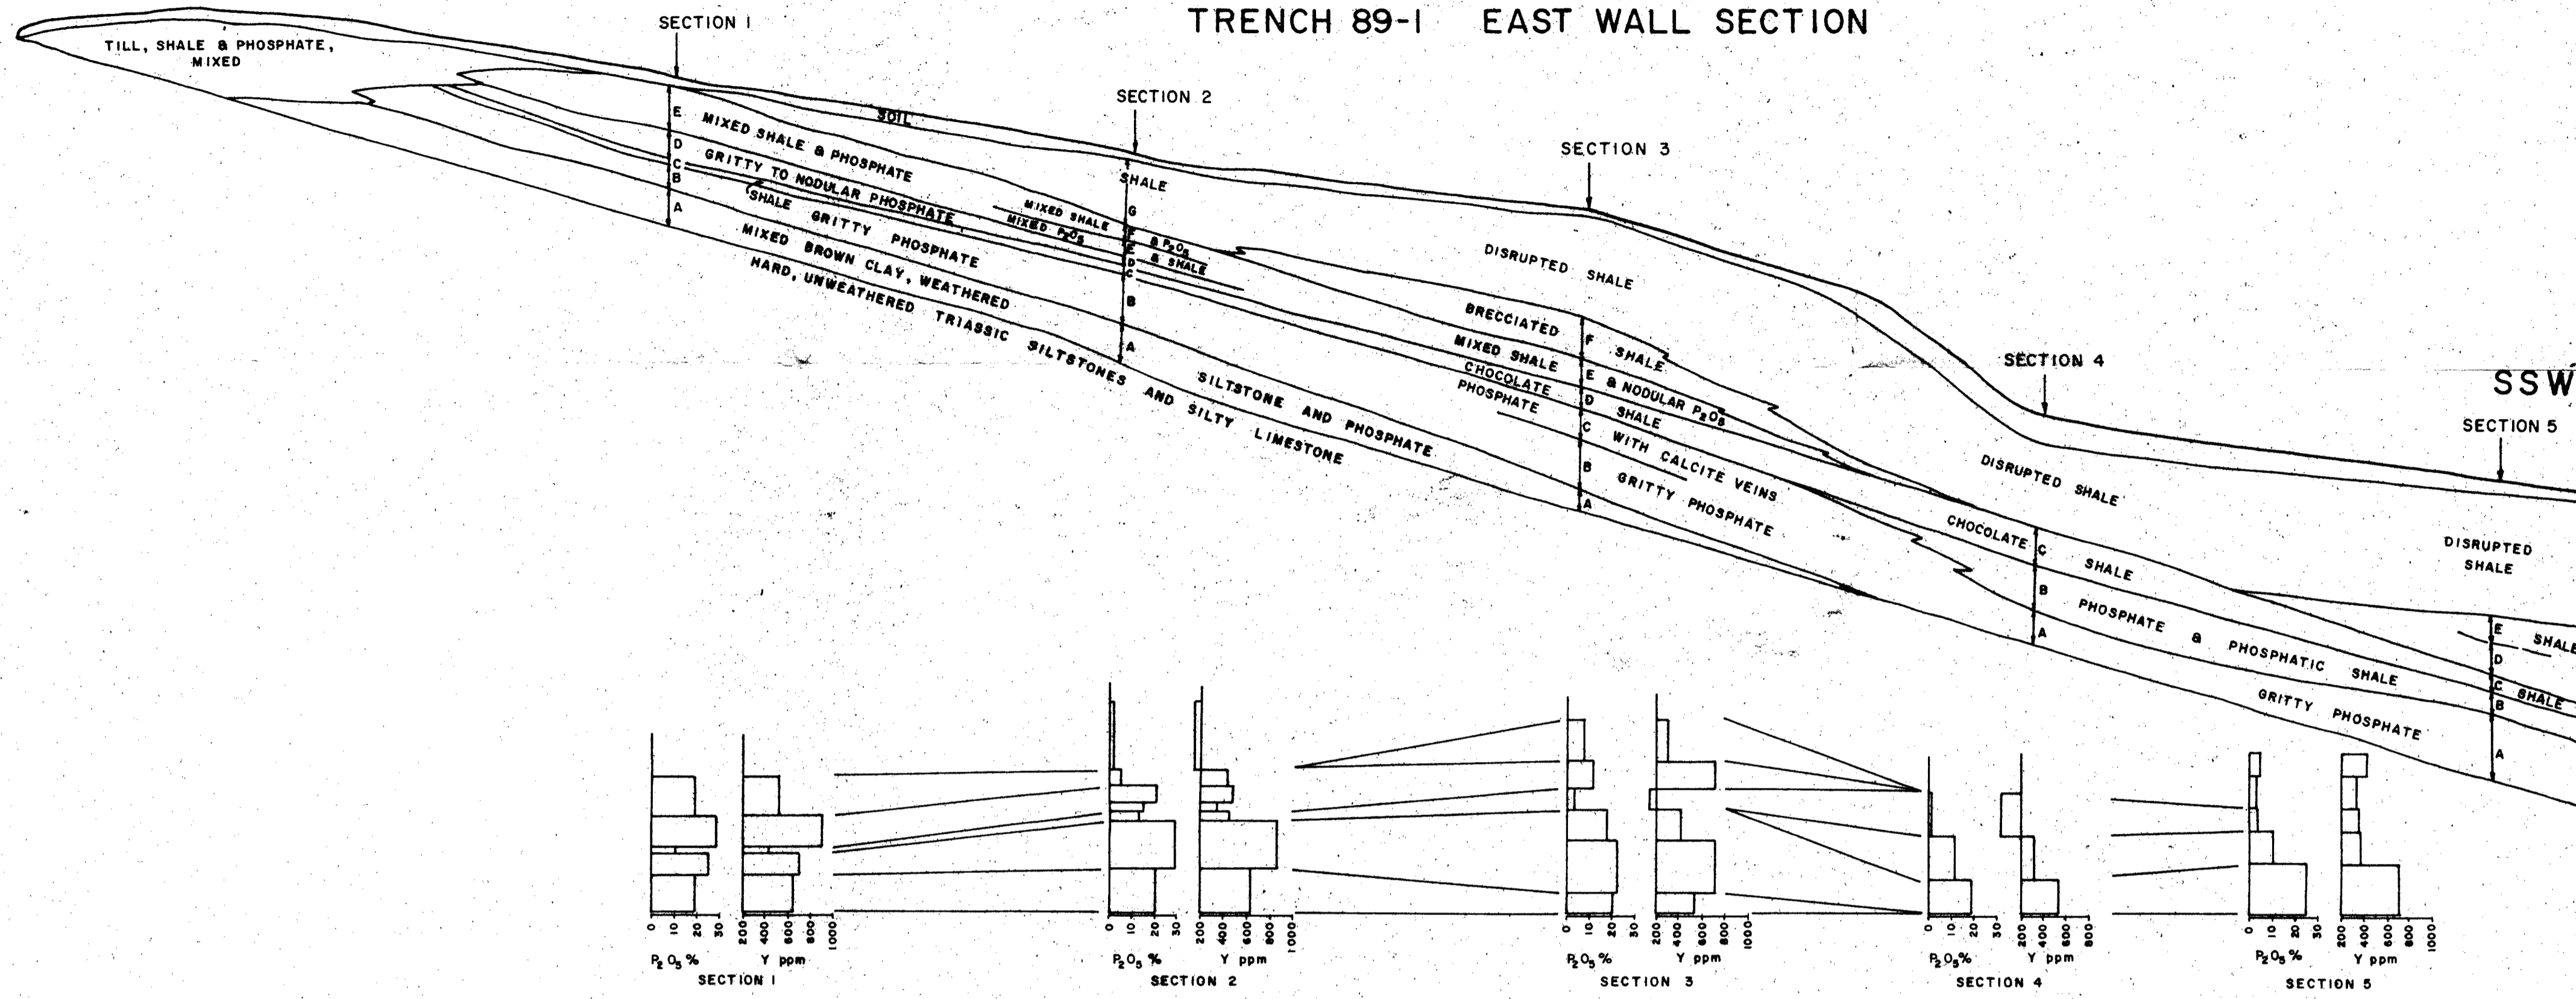 TRENCH 89-1 EAST WALL SECTION
TILL, SHALE & PHOSPHATE,
MIXED
SECTION 1
SECTION 2
SECTION 3
SECTION 4
SSW
SECTION 5
SOIL
E
D
C
B
A
MIXED SHALE & PHOSPHATE
GRITTY TO NODULAR PHOSPHATE
SHALE
GRITTY PHOSPHATE
MIXED BROWN CLAY, WEATHERED SILTSTONE AND PHOSPHATE
HARD, UNWEATHERED TRIASSIC SILTSTONES AND SILTY LIMESTONE
SHALE
G
F
E
D
C
B
A
MIXED SHALE & P2O5
MIXED P2O5 & SHALE
DISRUPTED SHALE
BRECCIATED SHALE
MIXED SHALE & NODULAR P2O5
CHOCOLATE SHALE
PHOSPHATE WITH CALCITE VEINS
GRITTY PHOSPHATE
F
E
D
C
B
A
DISRUPTED SHALE
CHOCOLATE SHALE
PHOSPHATE & PHOSPHATIC SHALE
GRITTY PHOSPHATE
C
B
A
DISRUPTED
SHALE
E
D
C
B
A
SHALE
SHALE
0 10 20 30 200 400 600 800 1000
P2O5% Y ppm
SECTION 1
0 10 20 30 200 400 600 800 1000
P2O5% Y ppm
SECTION 2
0 10 20 30 200 400 600 800 1000
P2O5% Y ppm
SECTION 3
0 10 20 30 200 400 600 800
P2O5% Y ppm
SECTION 4
0 10 20 30 200 400 600 800 1000
P2O5% Y ppm
SECTION 5